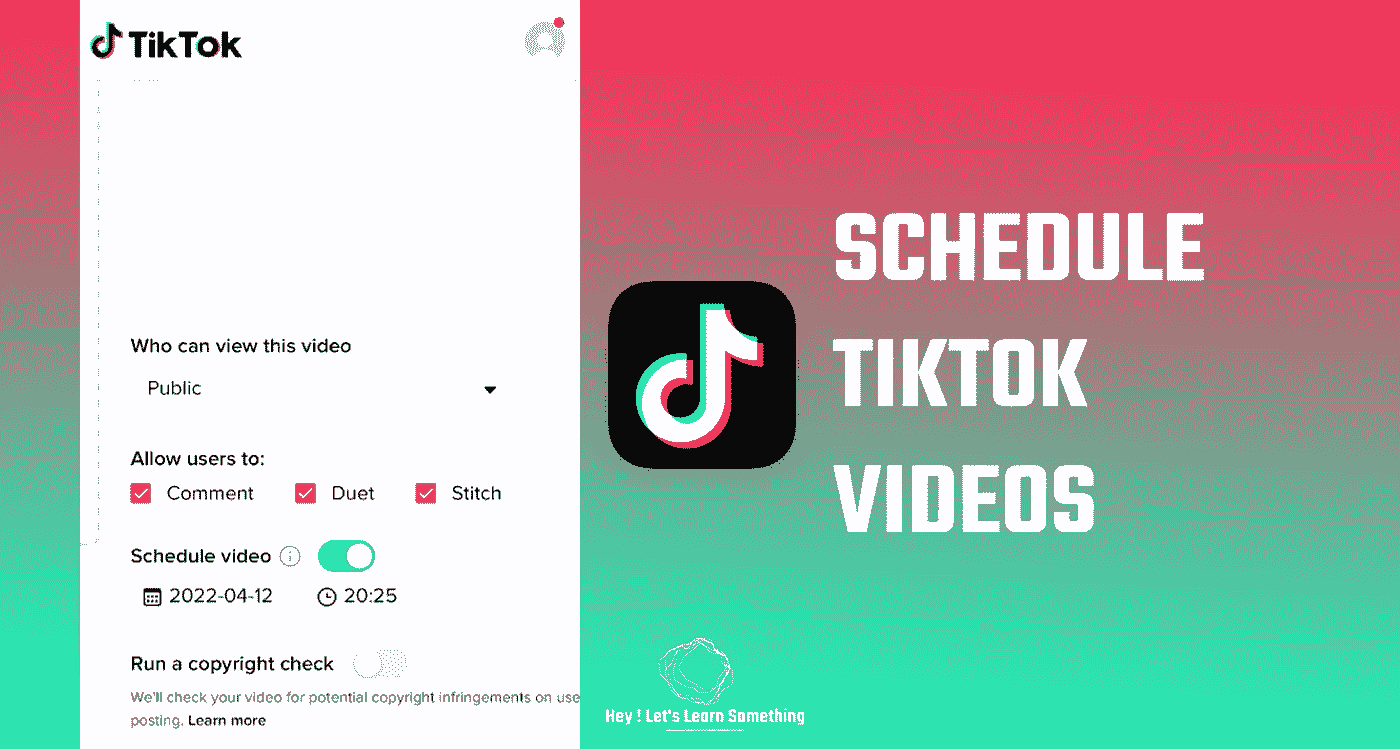 TikTok
Who can view this video
Public
Allow users to:
Comment Duet Stitch
Schedule video
2022-04-12 20:25
Run a copyright check
We'll check your video for potential copyright infringements on use
posting. Learn more
SCHEDULE
TIKTOK
VIDEOS
Hey ! Let's Learn Something